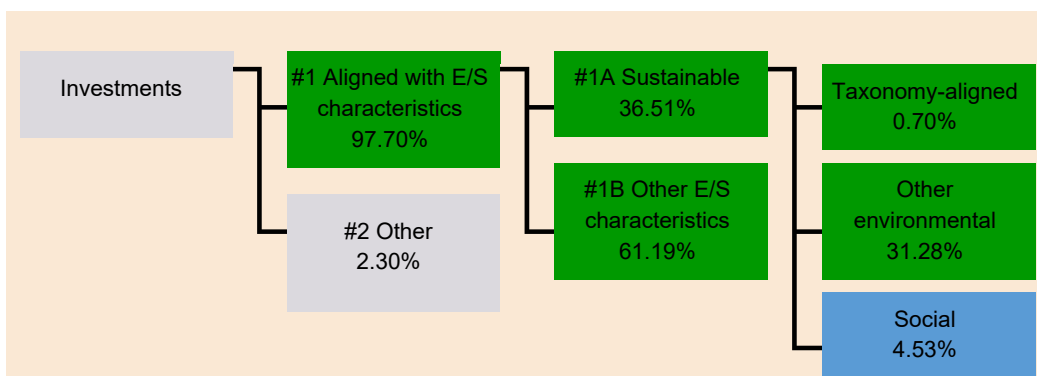 Investments
#1 Aligned with E/S
characteristics
97.70%
#2 Other
2.30%
#1A Sustainable
36.51%
#1B Other E/S
characteristics
61.19%
Taxonomy-aligned
0.70%
Other
environmental
31.28%
Social
4.53%